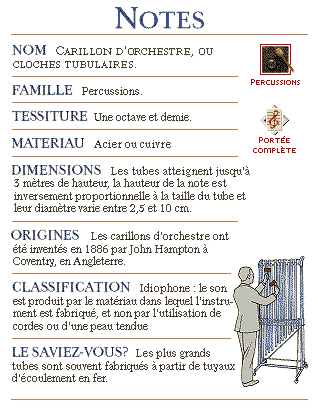 NOTES
NOM CARILLON D'ORCHESTRE, OU
CLOCHES TUBULAIRES.
PERCUSSIONS
FAMILLE Percussions.
TESSITURE Une octave et demie.
MATERIAU Acier ou cuivre
PORTÉE
COMPLÈTE
DIMENSIONS Les tubes atteignent jusqu'à
3 mètres de hauteur, la hauteur de la note est
inversement proportionnelle à la taille du tube et
leur diamètre varie entre 2,5 et 10 cm.
ORIGINES Les carillons d'orchestre ont
été inventés en 1886 par John Hampton à
Coventry, en Angleterre.
CLASSIFICATION Idiophone : le son
est produit par le matériau dans lequel l'instru-
ment est fabriqué, et non par l'utilisation de
cordes ou d'une peau tendue
LE SAVIEZ-VOUS? Les plus grands
tubes sont souvent fabriqués à partir de tuyaux
d'écoulement en fer.